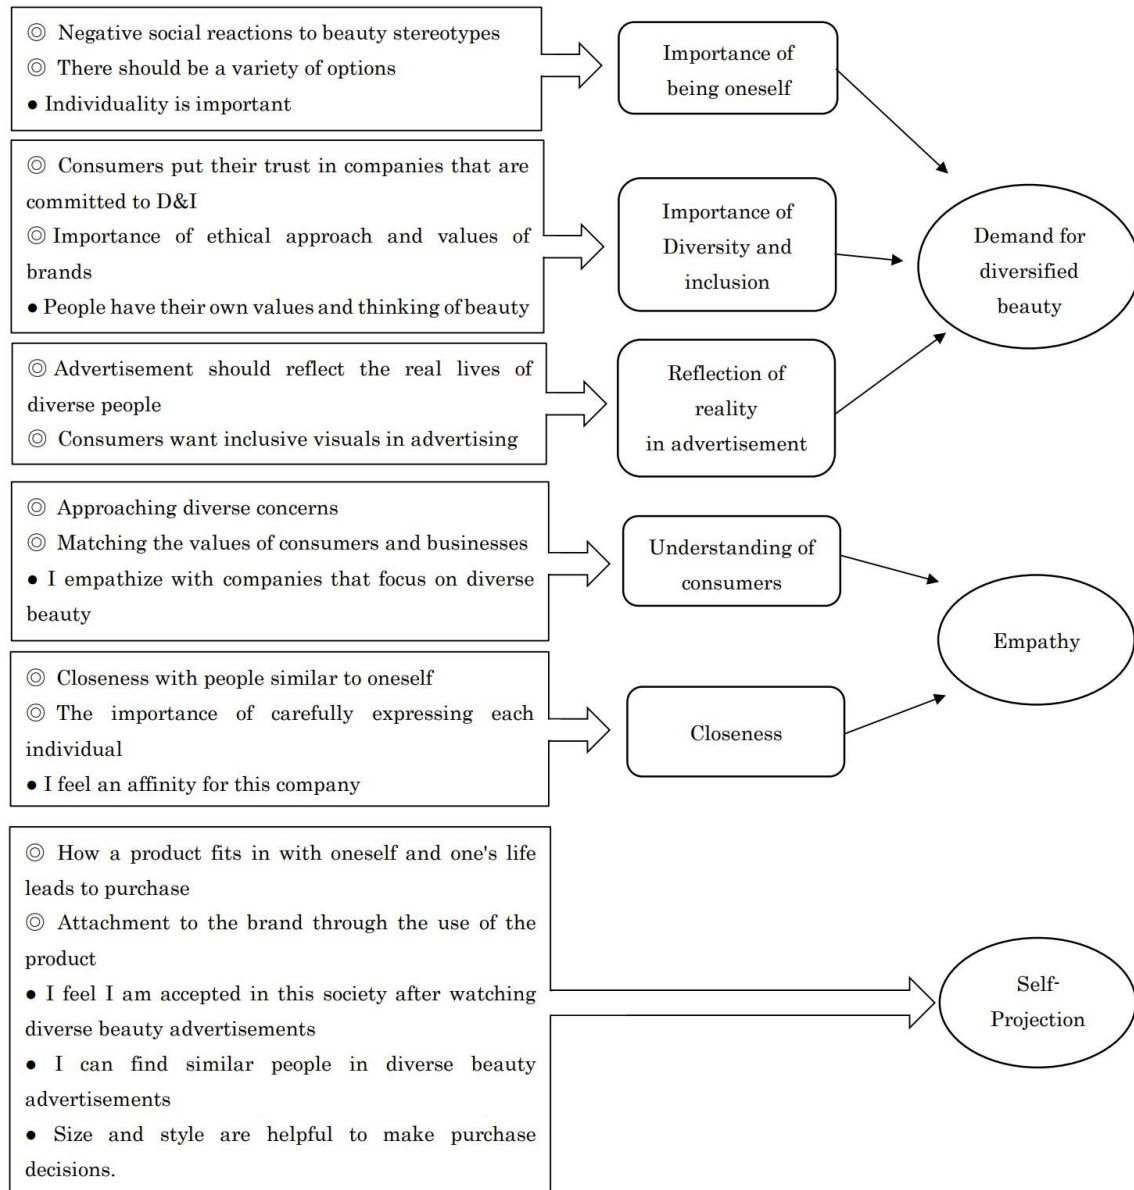 ◎ Negative social reactions to beauty stereotypes
◎ There should be a variety of options
● Individuality is important
Importance of
being oneself
◎ Consumers put their trust in companies that are
committed to D&I
◎ Importance of ethical approach and values of
brands
● People have their own values and thinking of beauty
Importance of
Diversity and
inclusion
Demand for
diversified
beauty
◎ Advertisement should reflect the real lives of
diverse people
◎ Consumers want inclusive visuals in advertising
Reflection of
reality
in advertisement
◎ Approaching diverse concerns
◎ Matching the values of consumers and businesses
● I empathize with companies that focus on diverse
beauty
Understanding of
consumers
Empathy
◎ Closeness with people similar to oneself
◎ The importance of carefully expressing each
individual
● I feel an affinity for this company
Closeness
◎ How a product fits in with oneself and one's life
leads to purchase
◎ Attachment to the brand through the use of the
product
● I feel I am accepted in this society after watching
diverse beauty advertisements
● I can find similar people in diverse beauty
advertisements
● Size and style are helpful to make purchase
decisions.
Self-
Projection